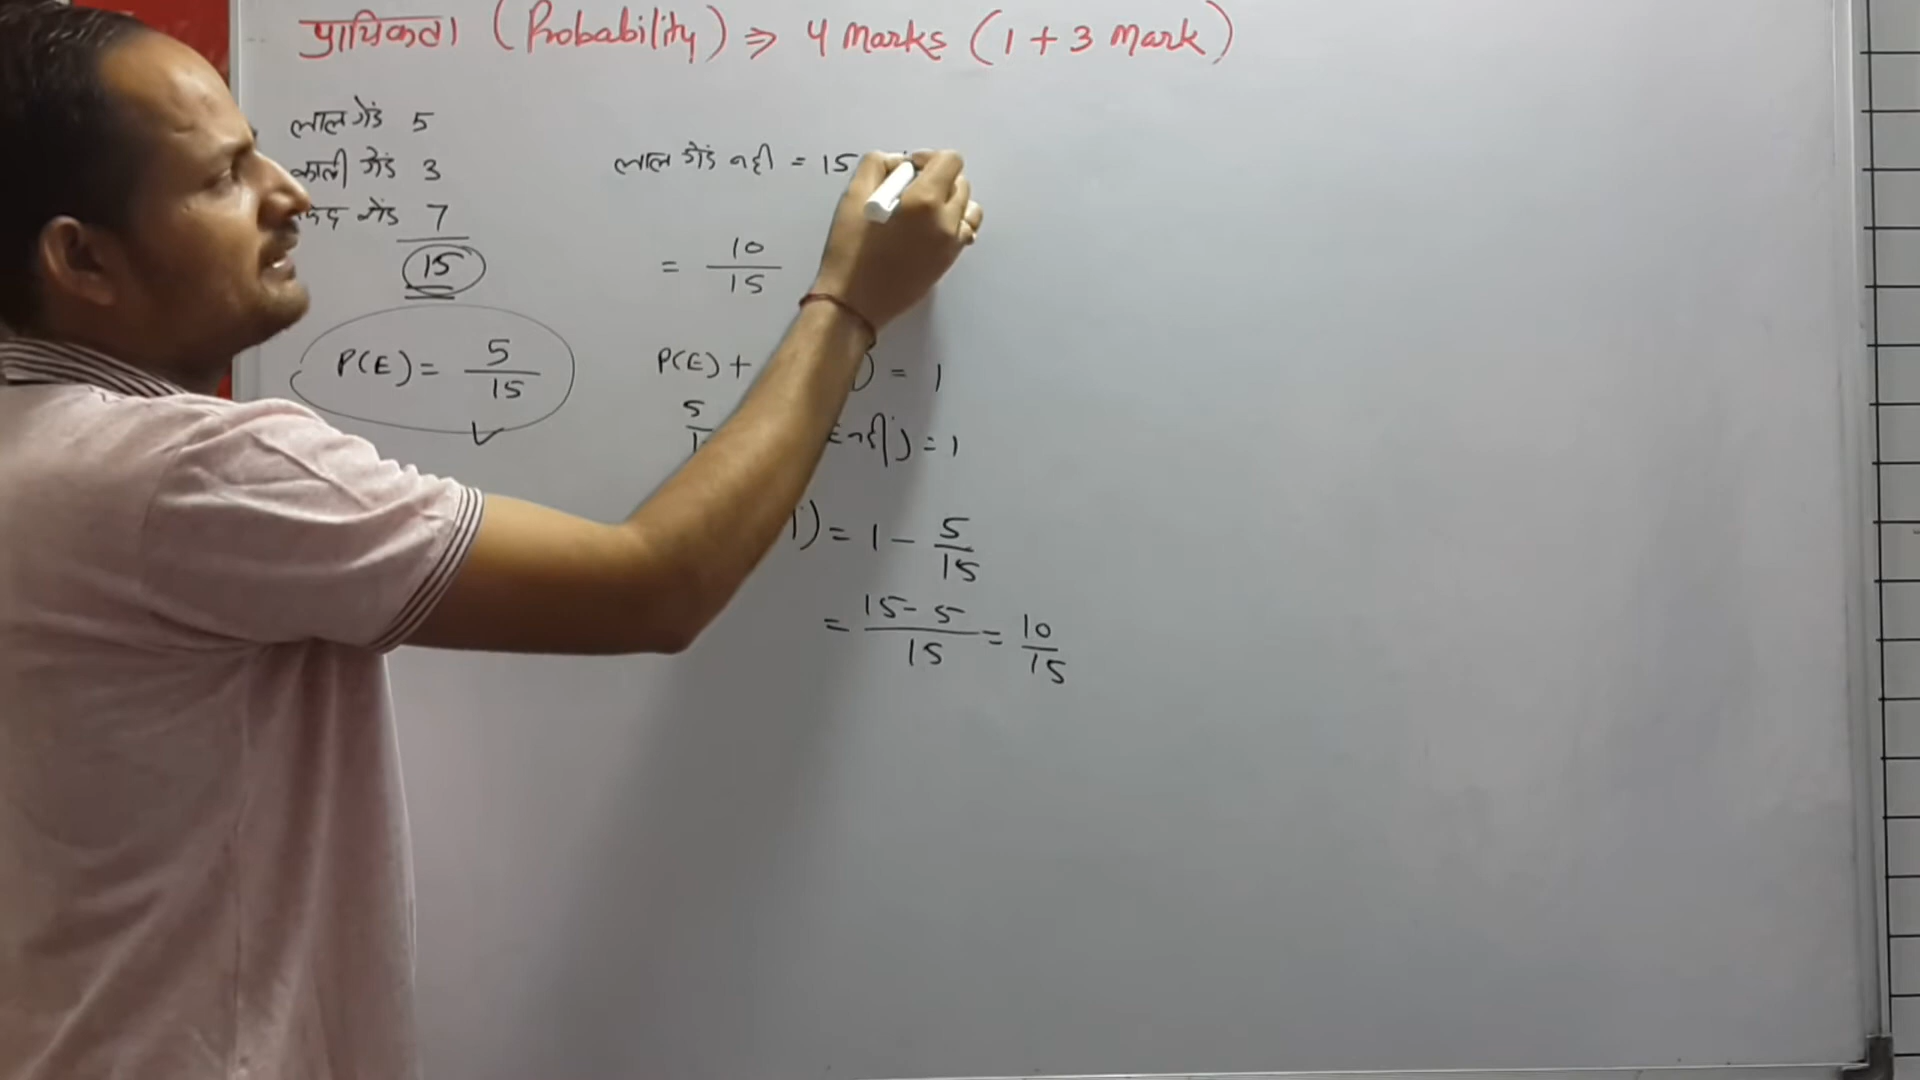 प्रायिकता (Probability) ⇒ 4 Marks (1 + 3 Mark)
लाल गेंद 5
काली गेंद 3
गेंद 7
15
P(E) = 5/15
लाल गेंद नही = 15
= 10/15
P(E) + ) = 1
5/1 E नहीं) = 1
) = 1 - 5/15
= 15-5/15 = 10/15